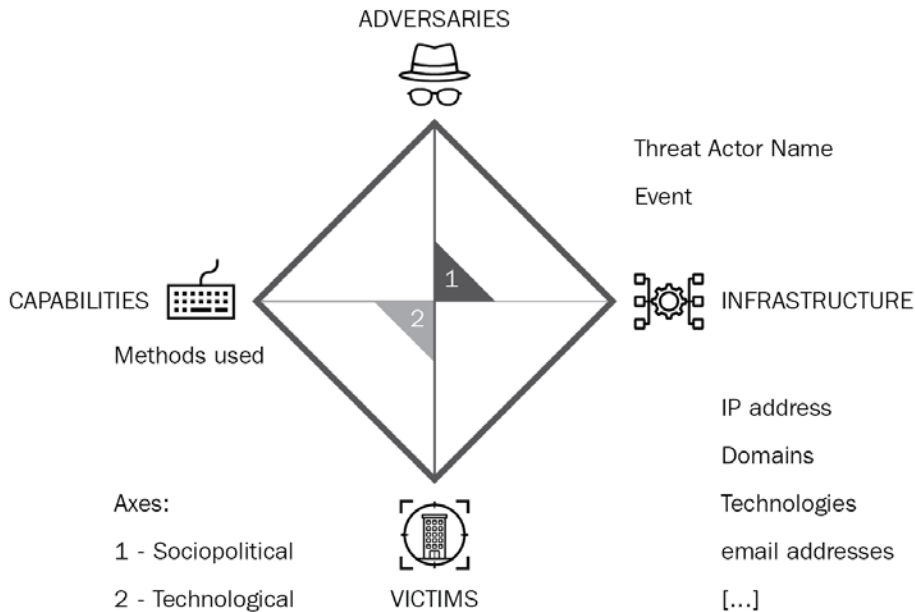 ADVERSARIES
Threat Actor Name
Event
1
CAPABILITIES
INFRASTRUCTURE
2
Methods used
IP address
Domains
Technologies
email addresses
[...]
Axes:
1 - Sociopolitical
2 - Technological
VICTIMS